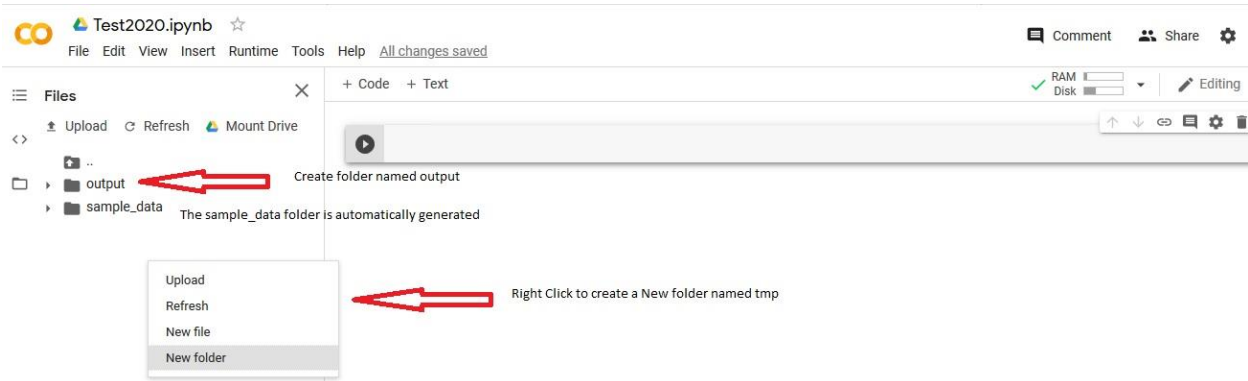 Test2020.ipynb
Comment Share
File Edit View Insert Runtime Tools Help All changes saved
Files
+ Code + Text
RAM
Disk
Editing
Upload Refresh Mount Drive
..
output
Create folder named output
sample_data
The sample_data folder is automatically generated
Upload
Refresh
New file
New folder
Right Click to create a New folder named tmp